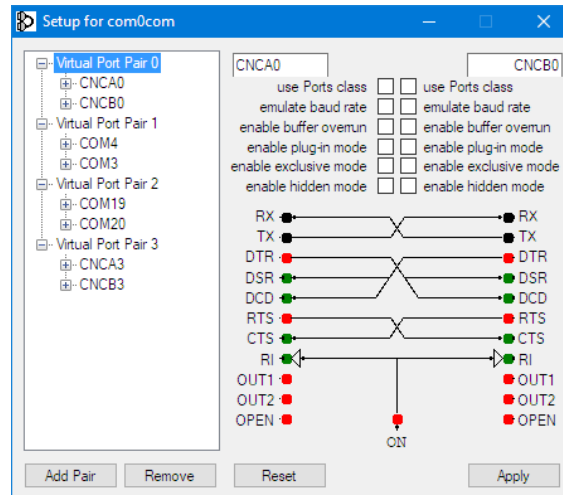 Setup for com0com
Virtual Port Pair 0
CNCA0
CNCB0
Virtual Port Pair 1
COM4
COM3
Virtual Port Pair 2
COM19
COM20
Virtual Port Pair 3
CNCA3
CNCB3
CNCA0 CNCB0
use Ports class use Ports class
emulate baud rate emulate baud rate
enable buffer overrun enable buffer overrun
enable plug-in mode enable plug-in mode
enable exclusive mode enable exclusive mode
enable hidden mode enable hidden mode
RX RX
TX TX
DTR DTR
DSR DSR
DCD DCD
RTS RTS
CTS CTS
RI RI
OUT1 OUT1
OUT2 OUT2
OPEN OPEN
ON
Add Pair Remove Reset Apply